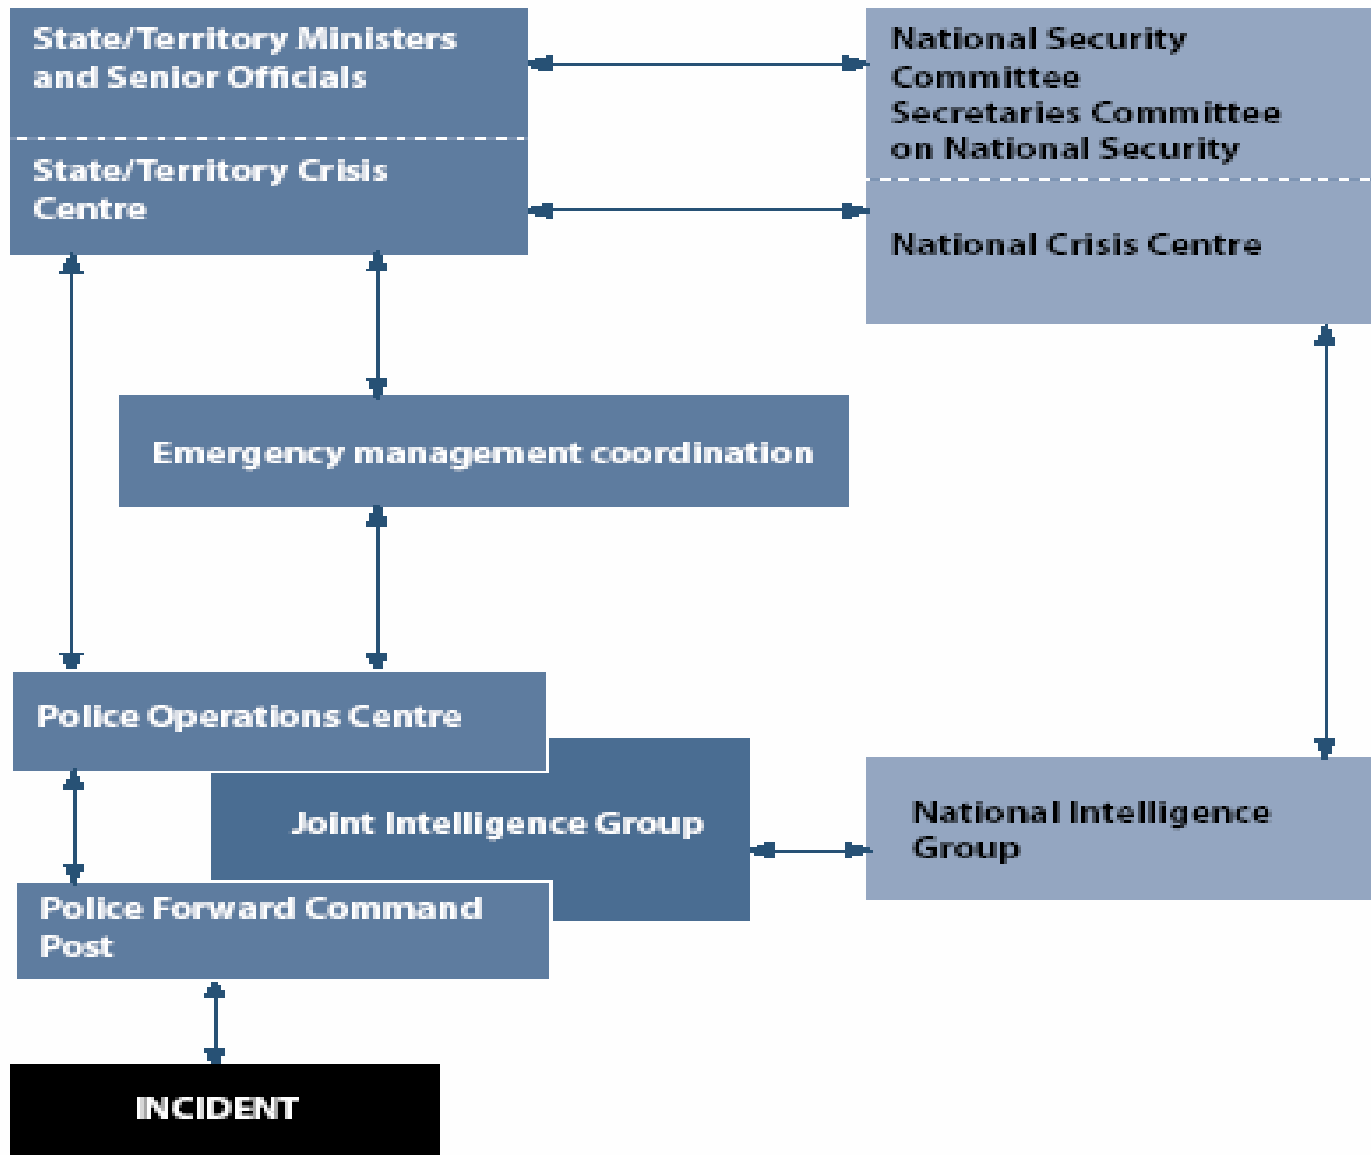 State/Territory Ministers
and Senior Officials
State/Territory Crisis
Centre
National Security
Committee
Secretaries Committee
on National Security
National Crisis Centre
Emergency management coordination
Police Operations Centre
Joint Intelligence Group
National Intelligence
Group
Police Forward Command
Post
INCIDENT